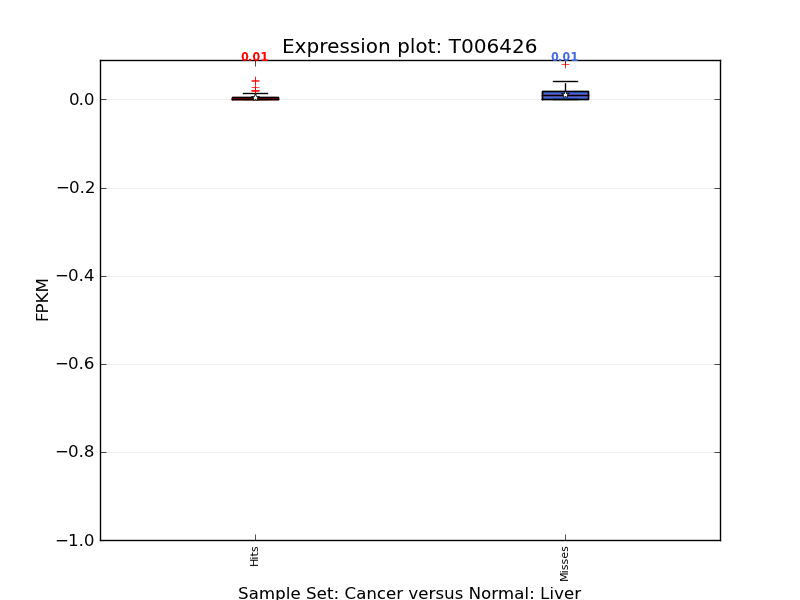 Expression plot: T006426
0.01
0.01
0.0
−0.2
−0.4
−0.6
−0.8
−1.0
FPKM
Hits
Misses
Sample Set: Cancer versus Normal: Liver